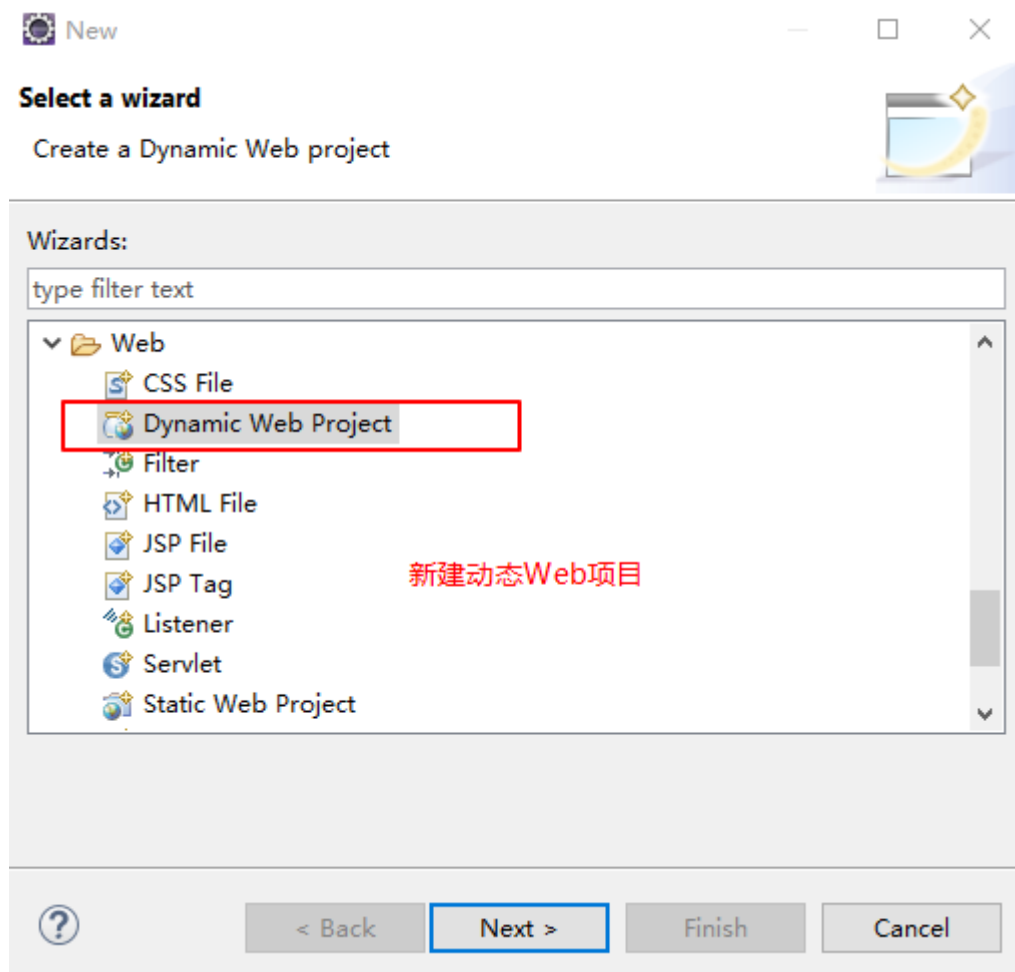 New
Select a wizard
Create a Dynamic Web project
Wizards:
type filter text
Web
CSS File
Dynamic Web Project
Filter
HTML File
JSP File
JSP Tag
新建动态Web项目
Listener
Servlet
Static Web Project
?
< Back
Next >
Finish
Cancel